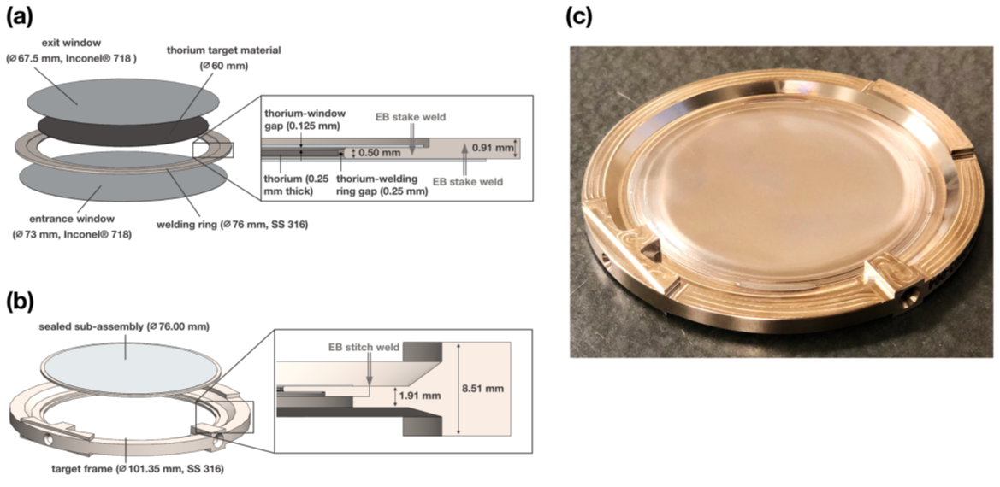 (a)
exit window
(Ø 67.5 mm, Inconel® 718 )
thorium target material
(Ø 60 mm)
thorium-window
gap (0.125 mm)
EB stake weld
0.50 mm
0.91 mm
thorium (0.25
mm thick)
thorium-welding
ring gap (0.25 mm)
EB stake weld
entrance window
(Ø 73 mm, Inconel® 718)
welding ring (Ø 76 mm, SS 316)
(b)
sealed sub-assembly (Ø 76.00 mm)
EB stitch weld
1.91 mm
8.51 mm
target frame (Ø 101.35 mm, SS 316)
(c)